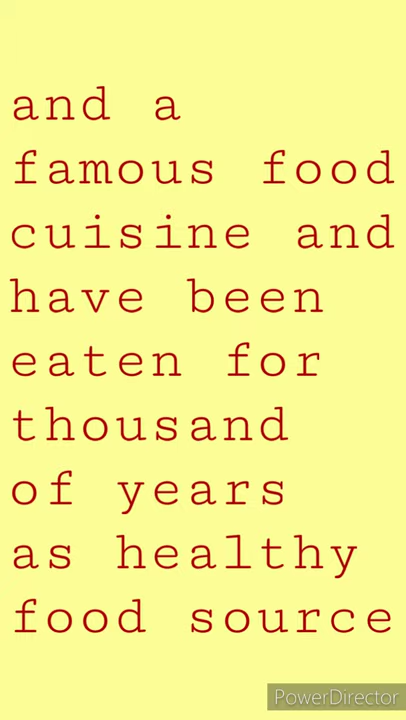 and a
famous food
cuisine and
have been
eaten for
thousand
of years
as healthy
food source
PowerDirector